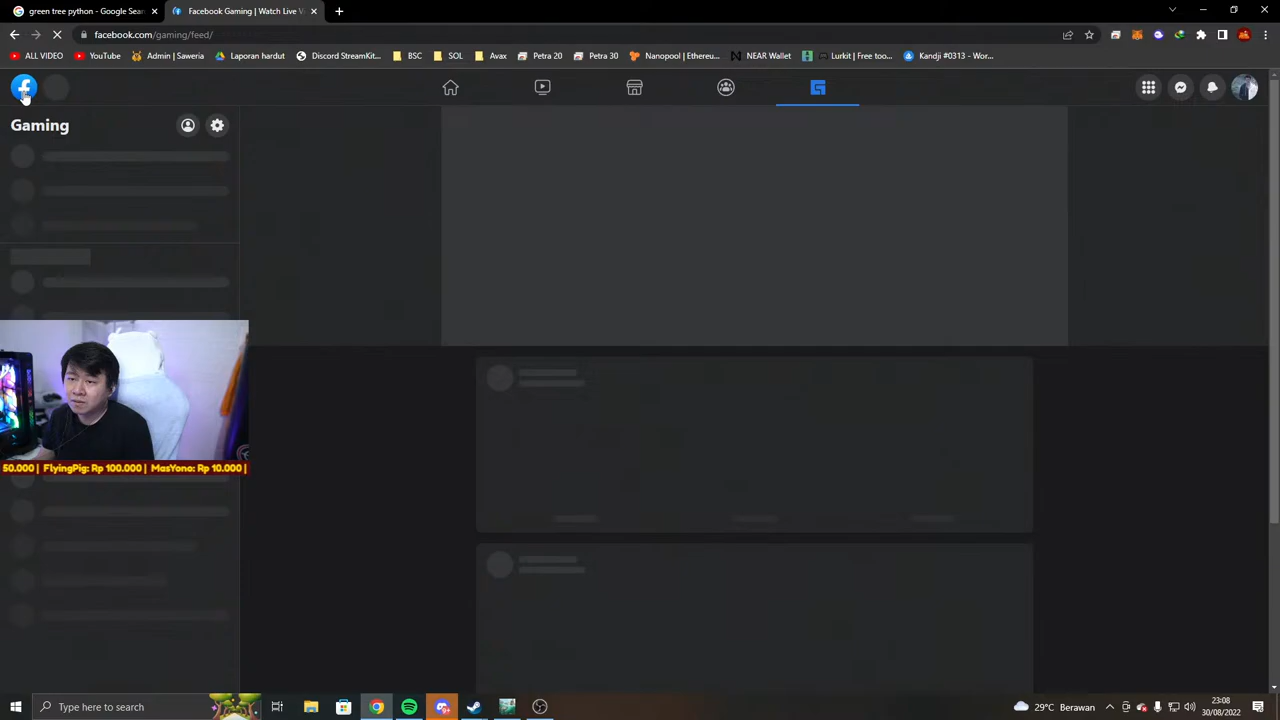 green tree python - Google Sea
Facebook Gaming | Watch Live V
facebook.com/gaming/feed/
ALL VIDEO
YouTube
Admin | Saweria
Laporan hardut
Discord StreamKit...
BSC
SOL
Avax
Petra 20
Petra 30
Nanopool | Ethereu...
NEAR Wallet
Lurkit | Free too...
Kandji #0313 - Wor...
Gaming
50.000 | FlyingPig: Rp 100.000 | MasYono: Rp 10.000 |
Type here to search
29°C Berawan
23:08
30/08/2022